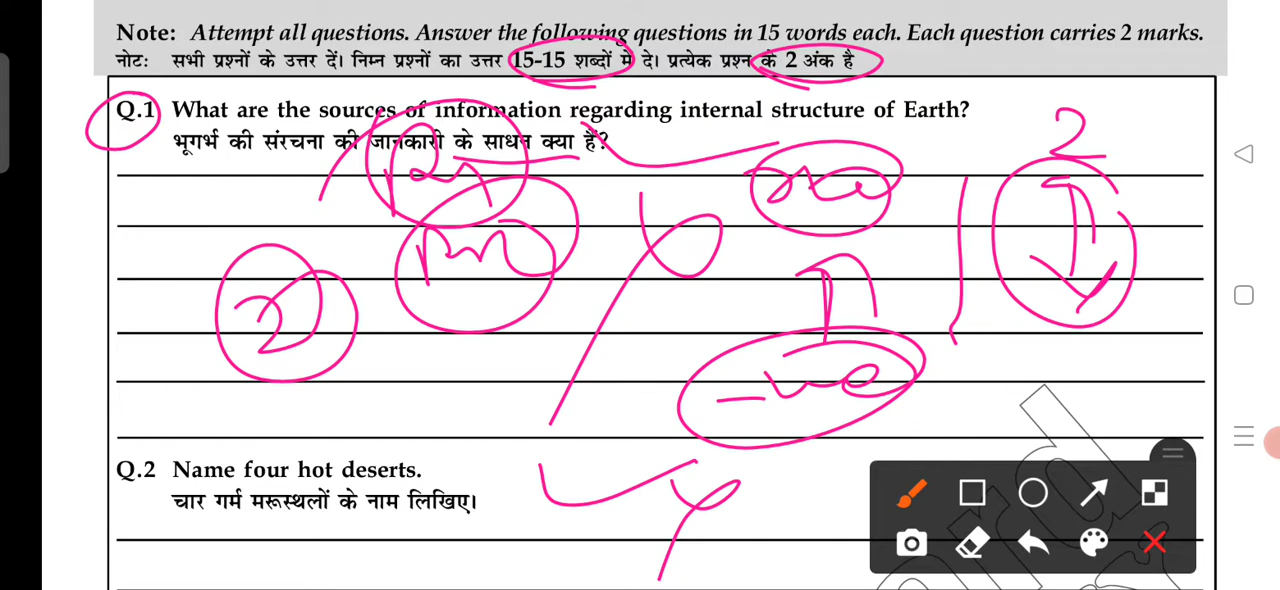 Note: Attempt all questions. Answer the following questions in 15 words each. Each question carries 2 marks.
नोटः सभी प्रश्नों के उत्तर दें। निम्न प्रश्नों का उत्तर 15-15 शब्दों मे दे। प्रत्येक प्रश्न के 2 अंक है
Q.1 What are the sources of information regarding internal structure of Earth?
भूगर्भ की संरचना की जानकारी के साधन क्या हैं?
2
Q.2 Name four hot deserts.
चार गर्म मरूस्थलों के नाम लिखिए।